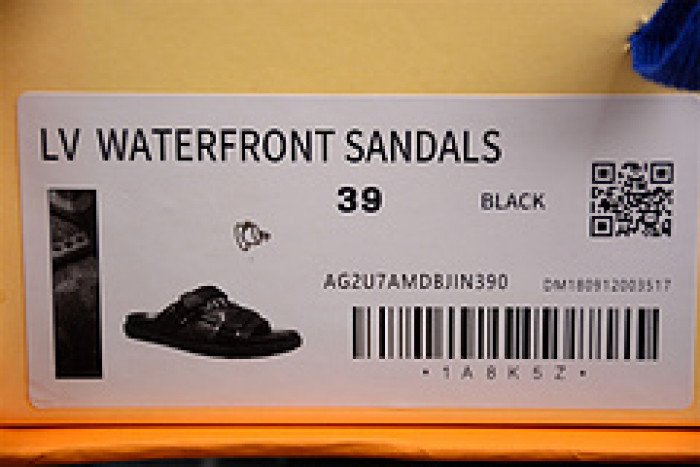 LV WATERFRONT SANDALS
39 BLACK
AG2U7AMDBJIN390 DM180912003517
•1A8K5Z•